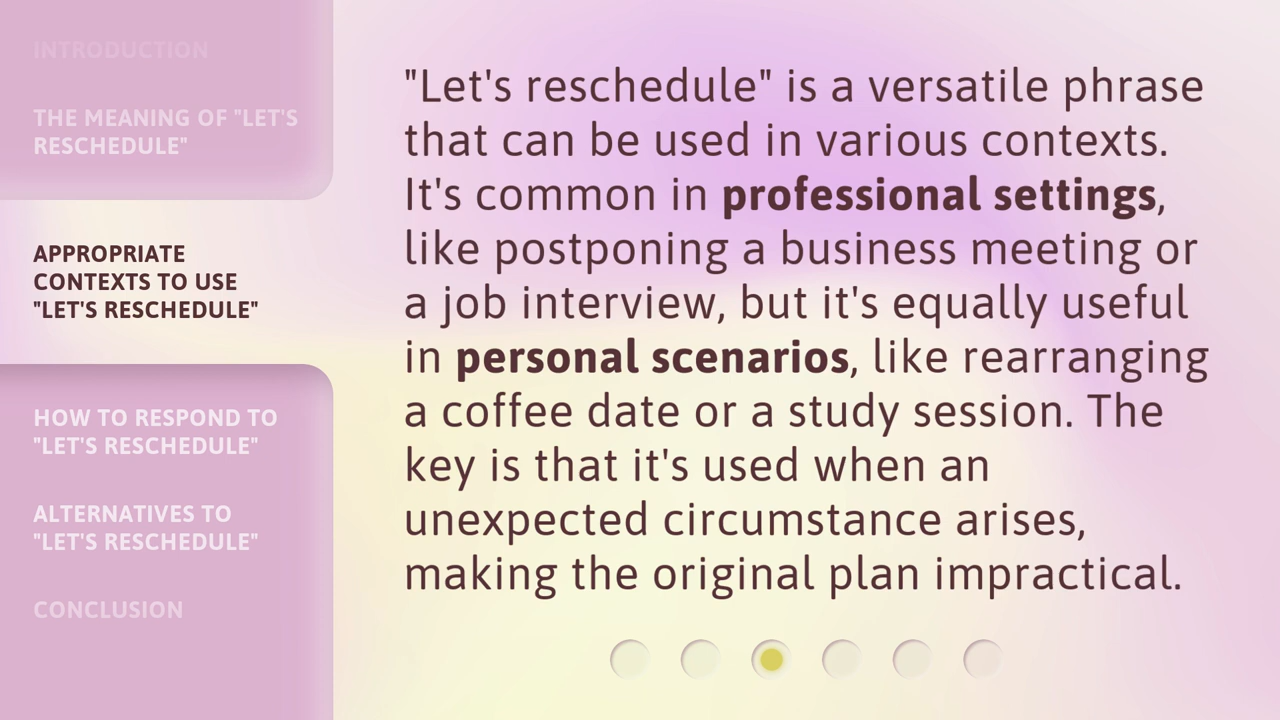 INTRODUCTION
THE MEANING OF "LET'S
RESCHEDULE"
APPROPRIATE
CONTEXTS TO USE
"LET'S RESCHEDULE"
HOW TO RESPOND TO
"LET'S RESCHEDULE"
ALTERNATIVES TO
"LET'S RESCHEDULE"
CONCLUSION
"Let's reschedule" is a versatile phrase
that can be used in various contexts.
It's common in professional settings,
like postponing a business meeting or
a job interview, but it's equally useful
in personal scenarios, like rearranging
a coffee date or a study session. The
key is that it's used when an
unexpected circumstance arises,
making the original plan impractical.